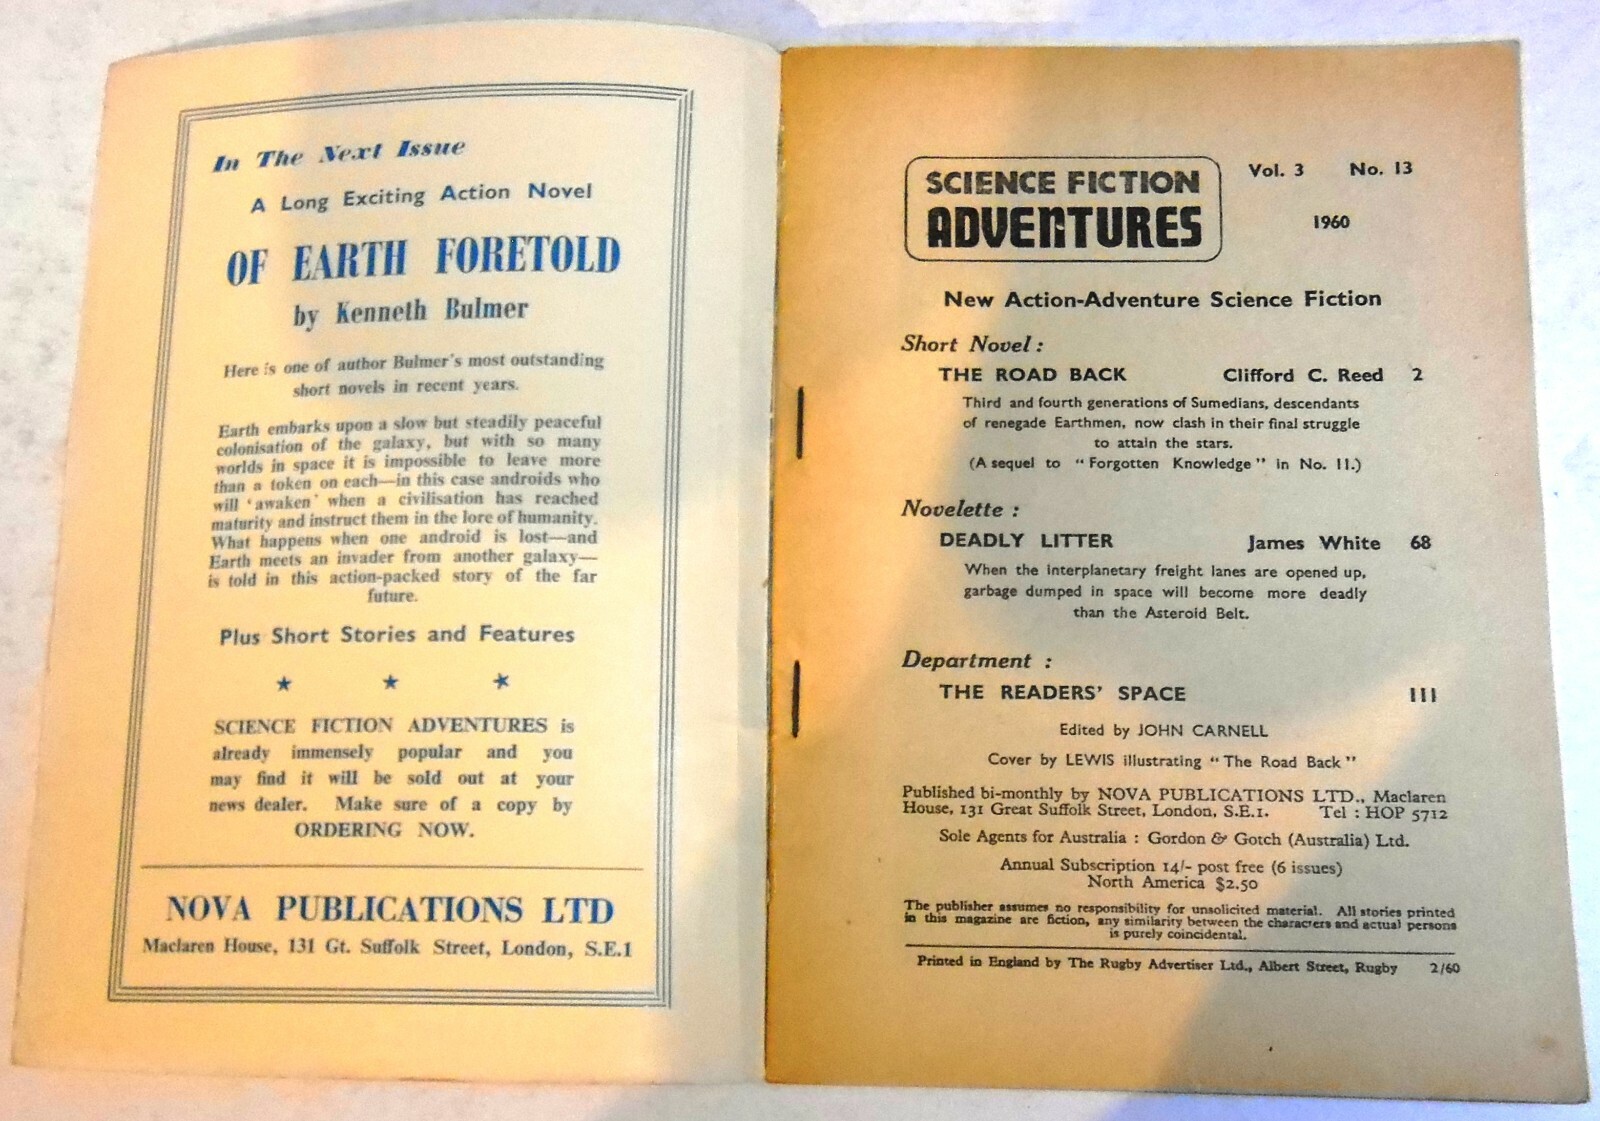 In The Next Issue
A Long Exciting Action Novel
OF EARTH FORETOLD
by Kenneth Bulmer
Here is one of author Bulmer's most outstanding
short novels in recent years.
Earth embarks upon a slow but steadily peaceful
colonisation of the galaxy, but with so many
worlds in space it is impossible to leave more
than a token on each—in this case androids who
will 'awaken' when a civilisation has reached
maturity and instruct them in the lore of humanity.
What happens when one android is lost—and
Earth meets an invader from another galaxy—
is told in this action-packed story of the far
future.
Plus Short Stories and Features
★ ★ ★
SCIENCE FICTION ADVENTURES is
already immensely popular and you
may find it will be sold out at your
news dealer. Make sure of a copy by
ORDERING NOW.
NOVA PUBLICATIONS LTD
Maclaren House, 131 Gt. Suffolk Street, London, S.E.1
SCIENCE FICTION
ADVENTURES
Vol. 3 No. 13
1960
New Action-Adventure Science Fiction
Short Novel :
THE ROAD BACK Clifford C. Reed 2
Third and fourth generations of Sumedians, descendants
of renegade Earthmen, now clash in their final struggle
to attain the stars.
(A sequel to "Forgotten Knowledge" in No. 11.)
Novelette :
DEADLY LITTER James White 68
When the interplanetary freight lanes are opened up,
garbage dumped in space will become more deadly
than the Asteroid Belt.
Department :
THE READERS' SPACE 111
Edited by JOHN CARNELL
Cover by LEWIS illustrating "The Road Back"
Published bi-monthly by NOVA PUBLICATIONS LTD., Maclaren
House, 131 Great Suffolk Street, London, S.E.1. Tel : HOP 5712
Sole Agents for Australia : Gordon & Gotch (Australia) Ltd.
Annual Subscription 14/- post free (6 issues)
North America $2.50
The publisher assumes no responsibility for unsolicited material. All stories printed
in this magazine are fiction, any similarity between the characters and actual persons
is purely coincidental.
Printed in England by The Rugby Advertiser Ltd., Albert Street, Rugby 2/60